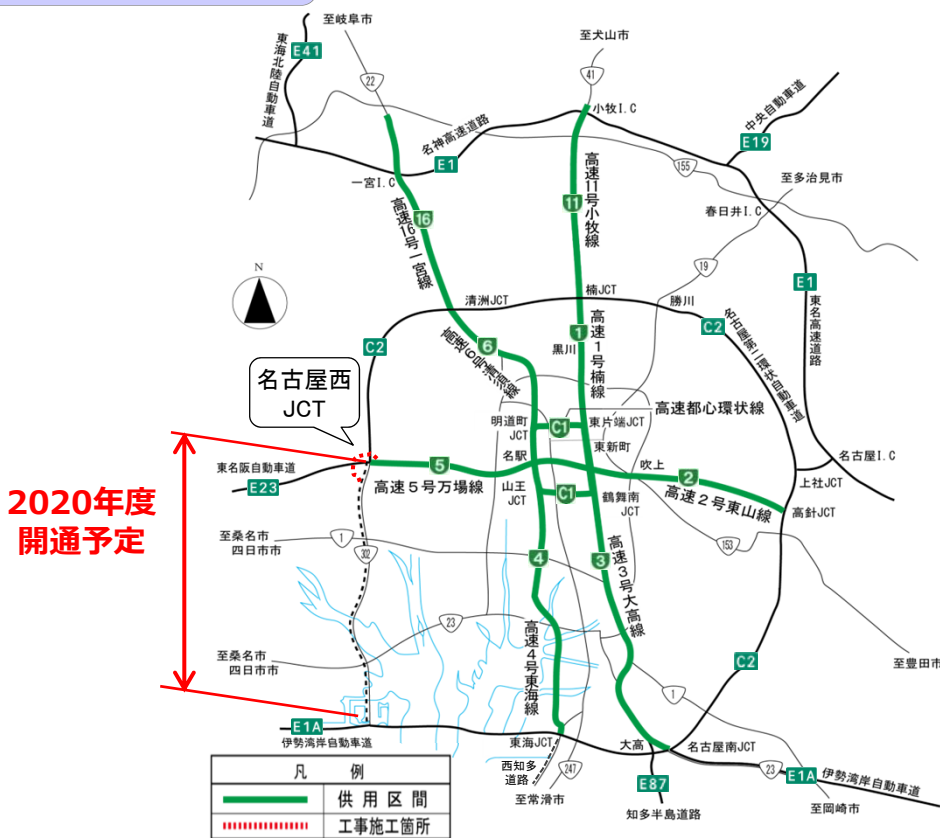 至岐阜市
至犬山市
E41
東海北陸自動車道
22
41
小牧I.C
中央自動車道
E19
名神高速道路
E1
155
至多治見市
一宮I.C
高速11号小牧線
11
春日井I.C
16
高速16号一宮線
19
E1
東名高速道路
N
清洲JCT
楠JCT
勝川
C2
名古屋第二環状自動車道
C2
1
高速1号楠線
黒川
6
高速6号清須線
名古屋西
JCT
高速都心環状線
明道町
JCT
C1
東片端JCT
東新町
名駅
吹上
名古屋I.C
上社JCT
東名阪自動車道
E23
5
高速5号万場線
山王
JCT
C1
鶴舞南
JCT
2
高速2号東山線
高針JCT
2020年度
開通予定
至桑名市
四日市市
1
302
4
3
高速3号大高線
153
23
高速4号東海線
至桑名市
四日市市
C2
至豊田市
1
E1A
伊勢湾岸自動車道
東海JCT
大高
名古屋南JCT
西知多
道路
247
E87
23
E1A
伊勢湾岸自動車道
至常滑市
知多半島道路
至岡崎市
凡例
供用区間
工事施工箇所